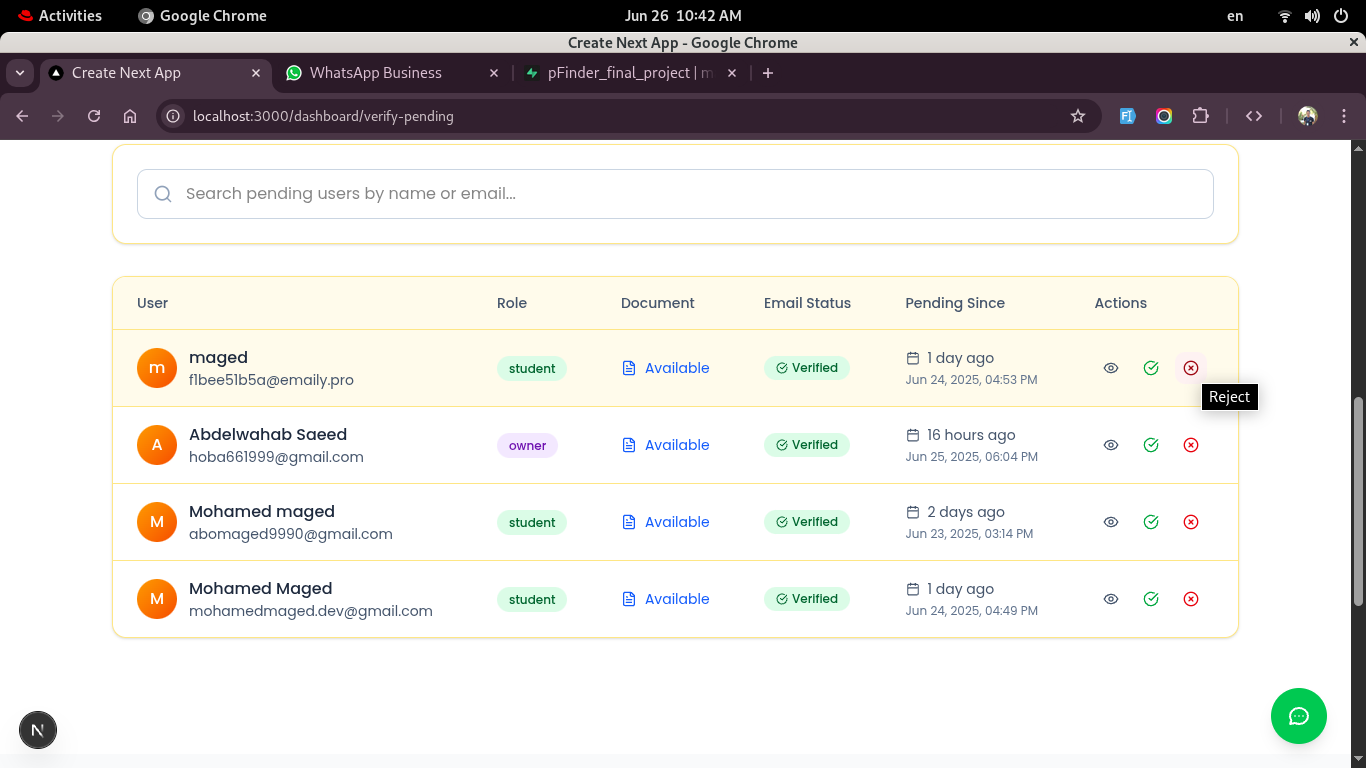 Activities Google Chrome Jun 26 10:42 AM en
Create Next App - Google Chrome
Create Next App WhatsApp Business pFinder_final_project | m
localhost:3000/dashboard/verify-pending
Search pending users by name or email...
User Role Document Email Status Pending Since Actions
m maged student Available Verified 1 day ago
f1bee51b5a@emaily.pro Jun 24, 2025, 04:53 PM
Reject
A Abdelwahab Saeed owner Available Verified 16 hours ago
hoba661999@gmail.com Jun 25, 2025, 06:04 PM
M Mohamed maged student Available Verified 2 days ago
abomaged9990@gmail.com Jun 23, 2025, 03:14 PM
M Mohamed Maged student Available Verified 1 day ago
mohamedmaged.dev@gmail.com Jun 24, 2025, 04:49 PM
N